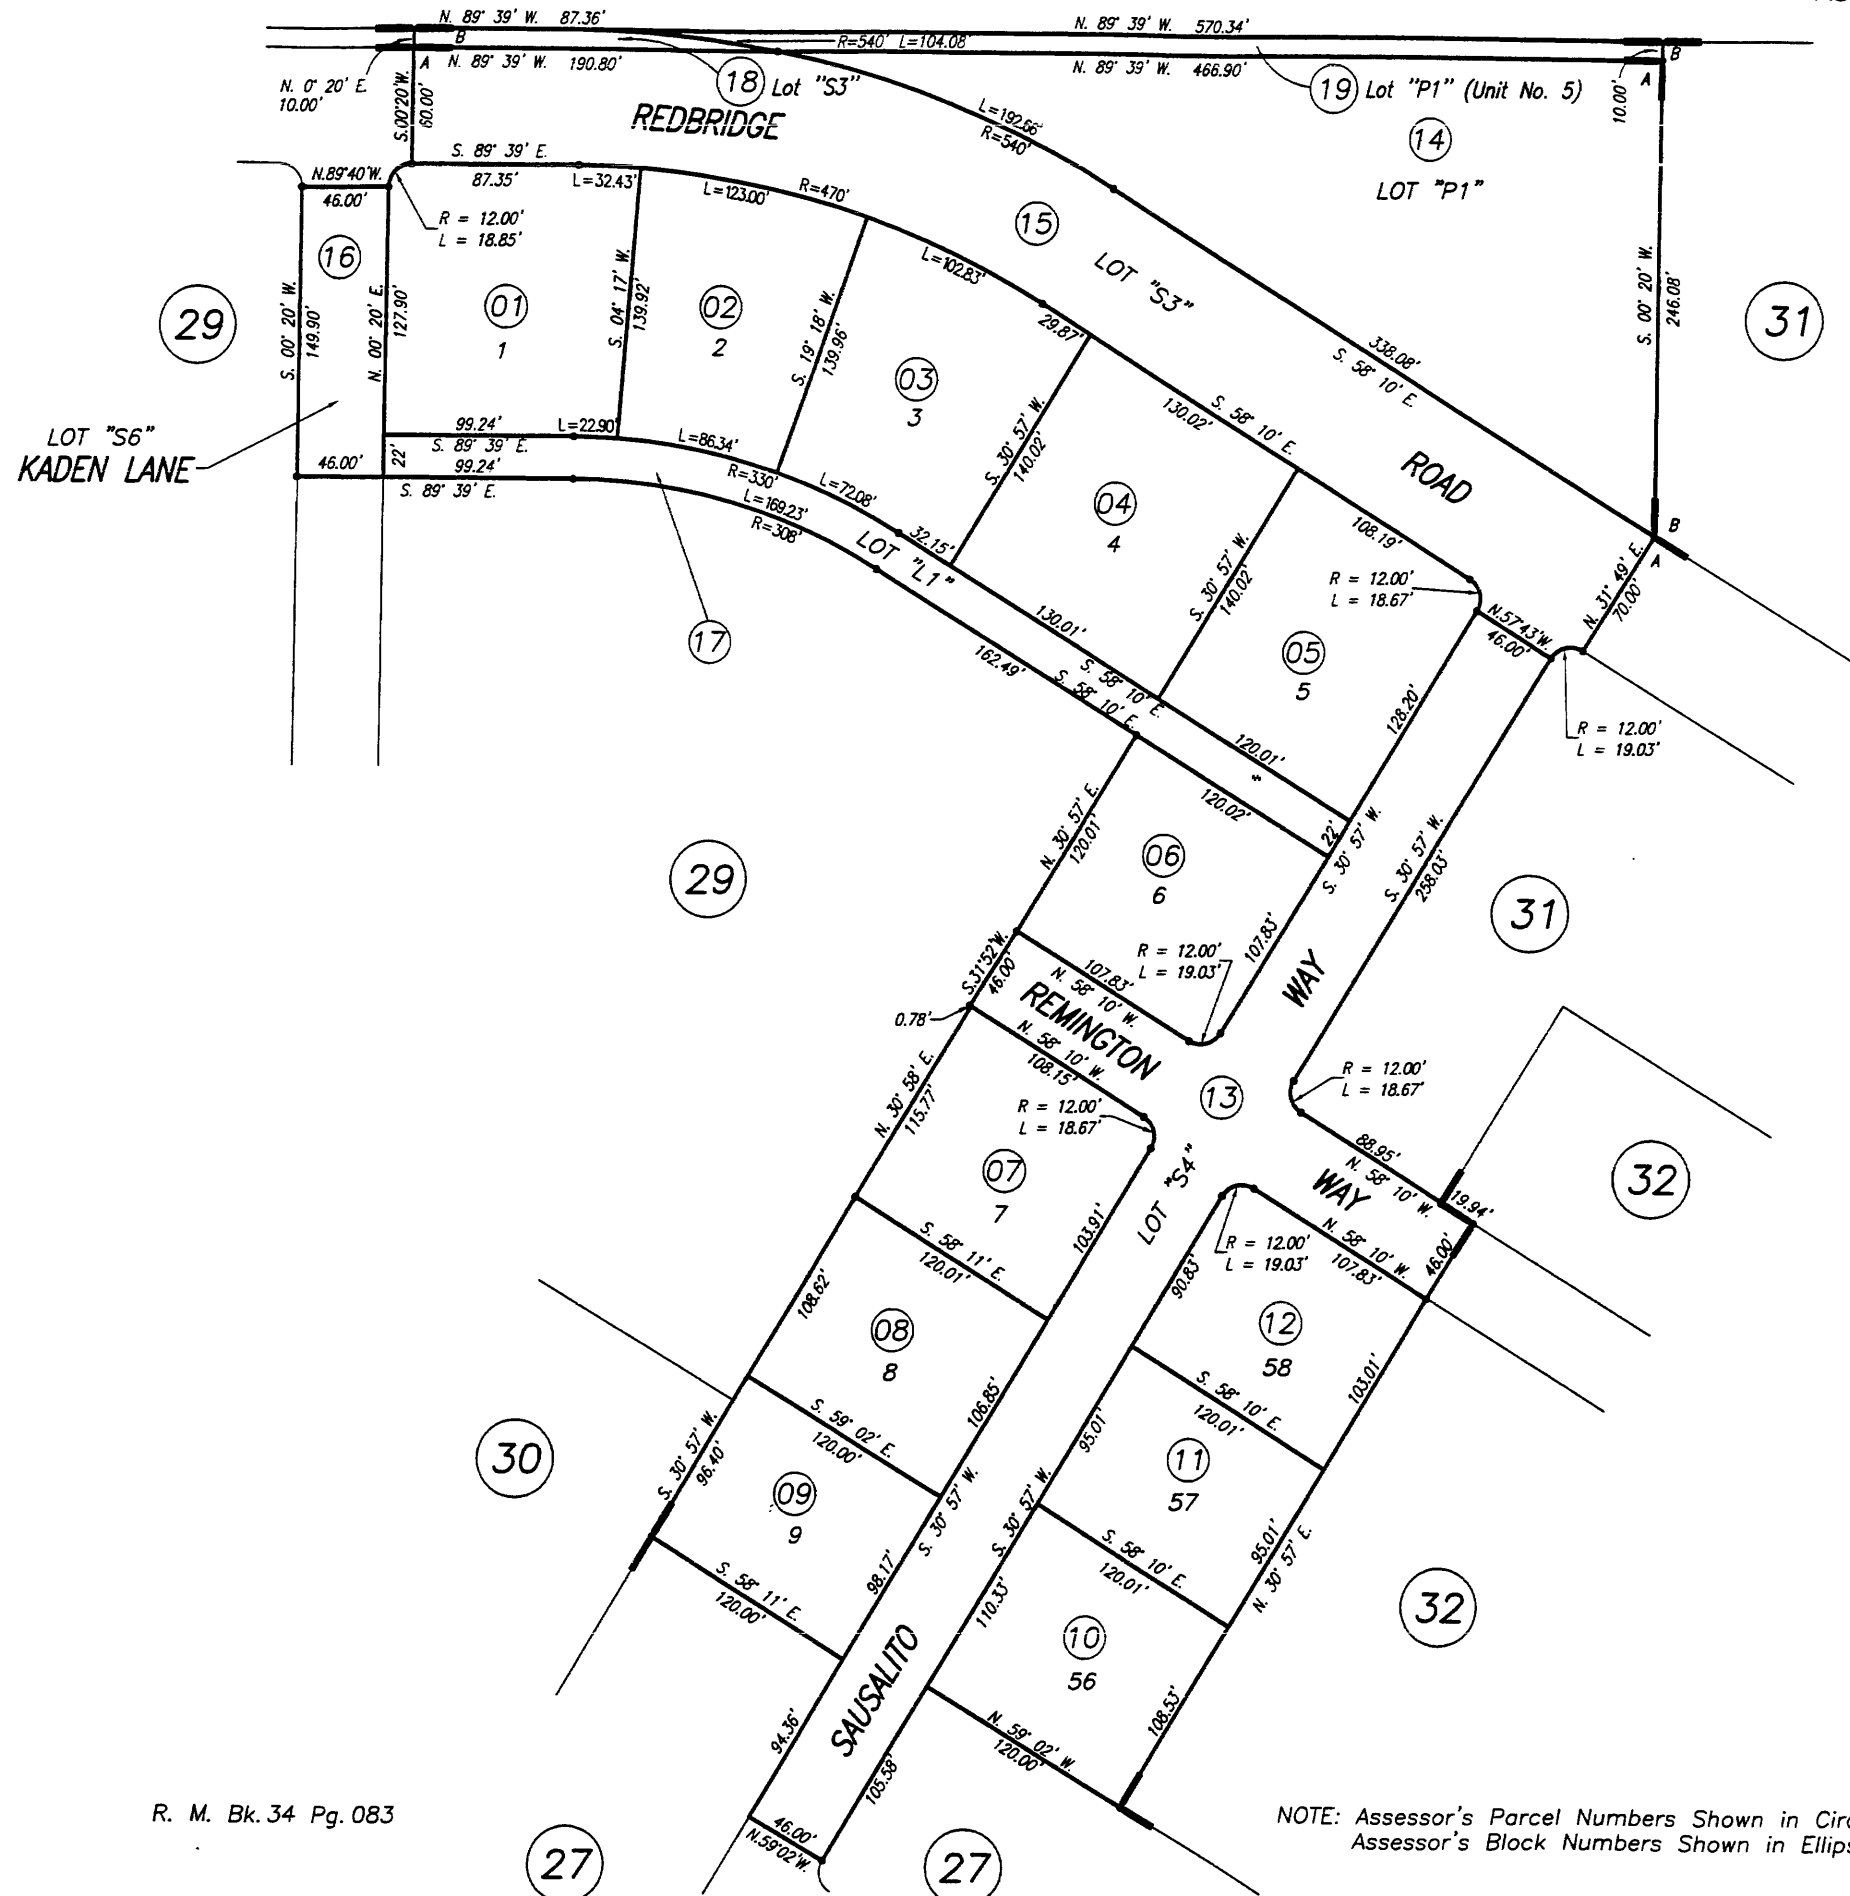 N. 89° 39' W. 87.36'
N. 89° 39' W. 570.34'
B
R=540' L=104.08'
A
N. 89° 39' W. 190.80'
N. 89° 39' W. 466.90'
B
A
10.00'
N. 0° 20' E.
10.00'
S.00°20'W.
60.00'
18 Lot "S3"
19 Lot "P1" (Unit No. 5)
REDBRIDGE
14
LOT "P1"
L=192.66'
R=540'
S. 89° 39' E.
87.35'
L=32.43'
L=123.00'
R=470'
N.89°40'W.
46.00'
R = 12.00'
L = 18.85'
16
15
LOT "S3"
L=102.83'
29
S. 00° 20' W.
149.90'
N. 00° 20' E.
127.90'
01
1
S. 04° 17' W.
139.92'
02
2
S. 19° 18' W.
139.96'
03
3
29.87'
338.08'
S. 58° 10' E.
S. 00° 20' W.
246.08'
31
LOT "S6"
KADEN LANE
99.24'
S. 89° 39' E.
L=22.90'
L=86.34'
46.00'
22'
99.24'
S. 89° 39' E.
R=330'
L=72.08'
L=169.23'
R=308'
S. 30° 57' W.
140.02'
130.02'
S. 58° 10' E.
ROAD
04
4
32.15'
LOT "L1"
108.19'
B
A
S. 30° 57' W.
140.02'
R = 12.00'
L = 18.67'
N.57°43'W.
46.00'
N. 31° 49' E.
70.00'
17
162.49'
S. 58° 10' E.
130.01'
S. 58° 10' E.
05
5
128.20'
R = 12.00'
L = 19.03'
120.01'
"
120.02'
22'
S. 30° 57' W.
S. 30° 57' W.
258.03'
29
N. 30° 57' E.
120.01'
06
6
31
S.31°52'W.
46.00'
107.83'
N. 58° 10' W.
R = 12.00'
L = 19.03'
107.83'
WAY
0.78'
REMINGTON
N. 58° 10' W.
108.15'
R = 12.00'
L = 18.67'
13
R = 12.00'
L = 18.67'
N. 30° 58' E.
115.77'
07
7
LOT "S4"
88.95'
N. 58° 10' W.
WAY
19.94'
32
103.91'
S. 58° 11' E.
120.01'
R = 12.00'
L = 19.03'
N. 58° 10' W.
107.83'
46.00'
108.62'
90.83'
08
8
12
58
103.01'
S. 59° 02' E.
120.00'
106.85'
S. 58° 10' E.
120.01'
95.01'
30
S. 30° 57' W.
96.40'
09
9
11
57
S. 30° 57' W.
S. 30° 57' W.
98.17'
S. 58° 10' E.
120.01'
95.01'
N. 30° 57' E.
S. 58° 11' E.
120.00'
110.33'
32
10
56
SAUSALITO
94.36'
105.58'
N. 59° 02' W.
120.00'
108.53'
46.00'
N.59°02'W.
R. M. Bk. 34 Pg. 083
27
27
NOTE: Assessor's Parcel Numbers Shown in
Assessor's Block Numbers Shown in